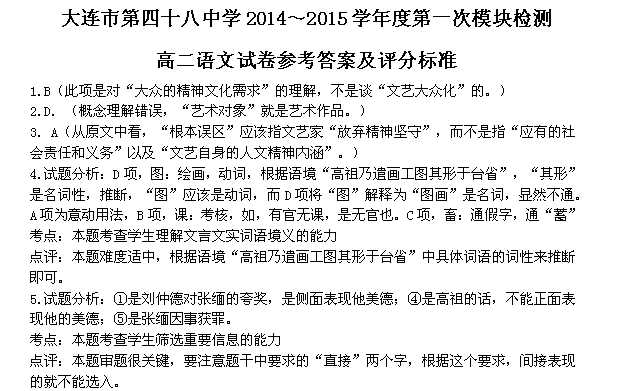 大连市第四十八中学2014～2015学年度第一次模块检测
高二语文试卷参考答案及评分标准
1.B（此项是对“大众的精神文化需求”的理解，不是谈“文艺大众化”的。）
2.D. （概念理解错误，“艺术对象”就是艺术作品。）
3. A（从原文中看，“根本误区”应该指文艺家“放弃精神坚守”，而不是指“应有的社
会责任和义务”以及“文艺自身的人文精神内涵”。）
4.试题分析：D项，图：绘画，动词，根据语境“高祖乃遣画工图其形于台省”，“其形”
是名词性，推断，“图”应该是动词，而D项将“图”解释为“图画”是名词，显然不通。
A项为意动用法，B项，课：考核，如，有官无课，是无官也。C项，畜：通假字，通“蓄”
考点：本题考查学生理解文言文实词语境义的能力
点评：本题难度适中，根据语境“高祖乃遣画工图其形于台省”中具体词语的词性来推断
即可。
5.试题分析：①是刘仲德对张缅的夸奖，是侧面表现他美德；④是高祖的话，不能正面表
现他的美德；⑤是张缅因事获罪。
考点：本题考查学生筛选重要信息的能力
点评：本题审题很关键，要注意题干中要求的“直接”两个字，根据这个要求，间接表现
的就不能选入。